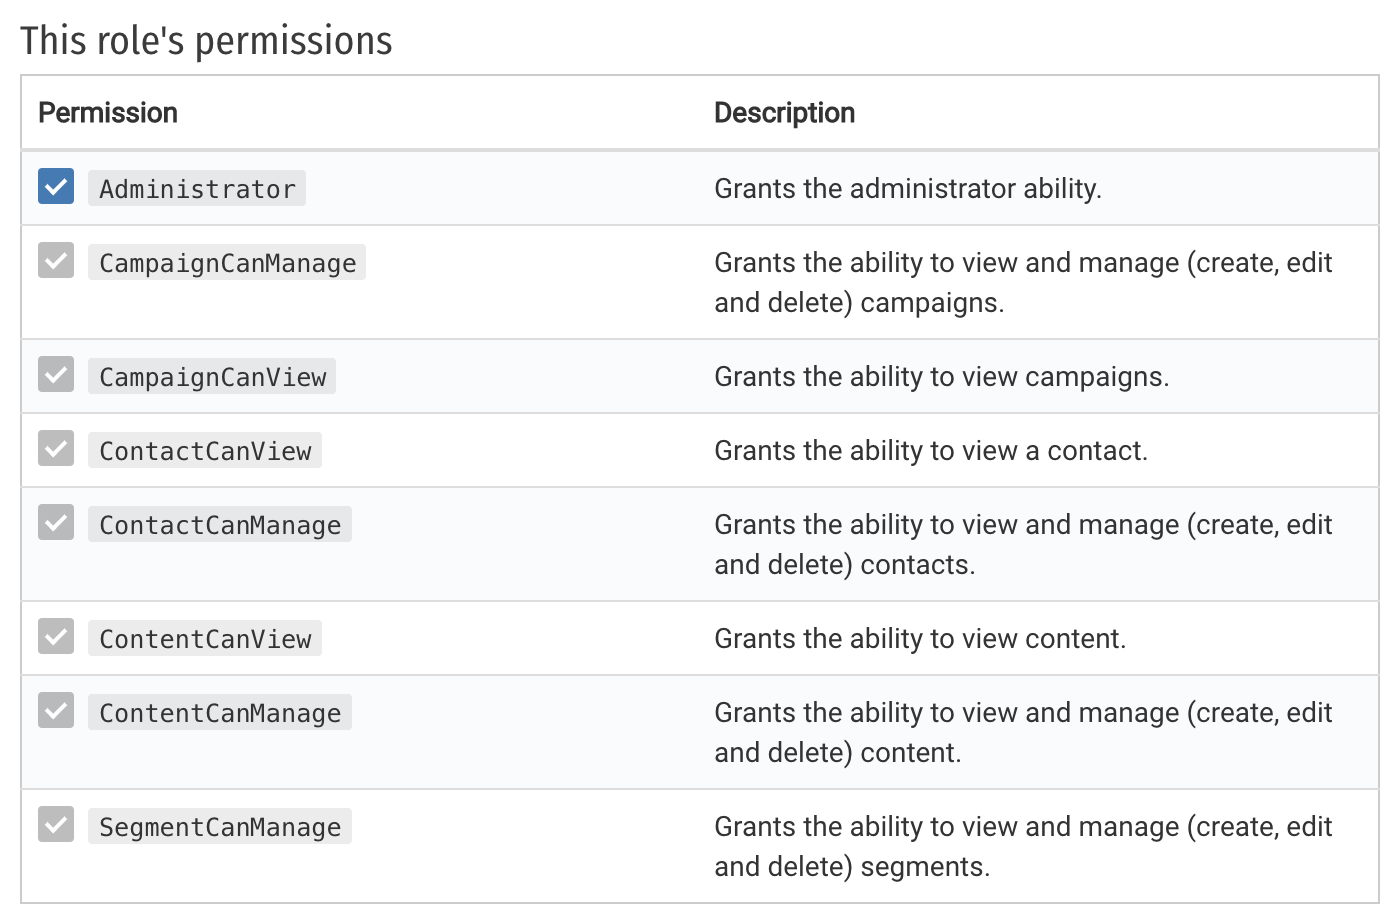 This role's permissions
Permission Description
Administrator Grants the administrator ability.
CampaignCanManage Grants the ability to view and manage (create, edit
and delete) campaigns.
CampaignCanView Grants the ability to view campaigns.
ContactCanView Grants the ability to view a contact.
ContactCanManage Grants the ability to view and manage (create, edit
and delete) contacts.
ContentCanView Grants the ability to view content.
ContentCanManage Grants the ability to view and manage (create, edit
and delete) content.
SegmentCanManage Grants the ability to view and manage (create, edit
and delete) segments.